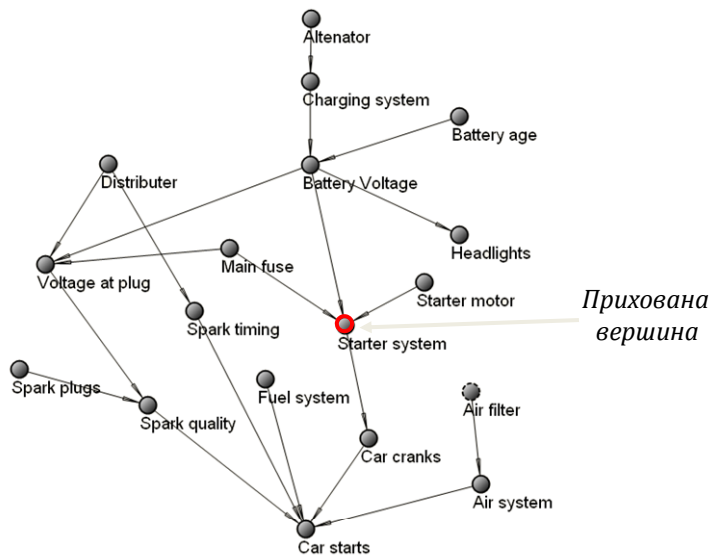 Altenator
Charging system
Battery age
Distributer
Battery Voltage
Headlights
Main fuse
Voltage at plug
Starter motor
Прихована
вершина
Spark timing
Starter system
Spark plugs
Fuel system
Air filter
Spark quality
Car cranks
Air system
Car starts